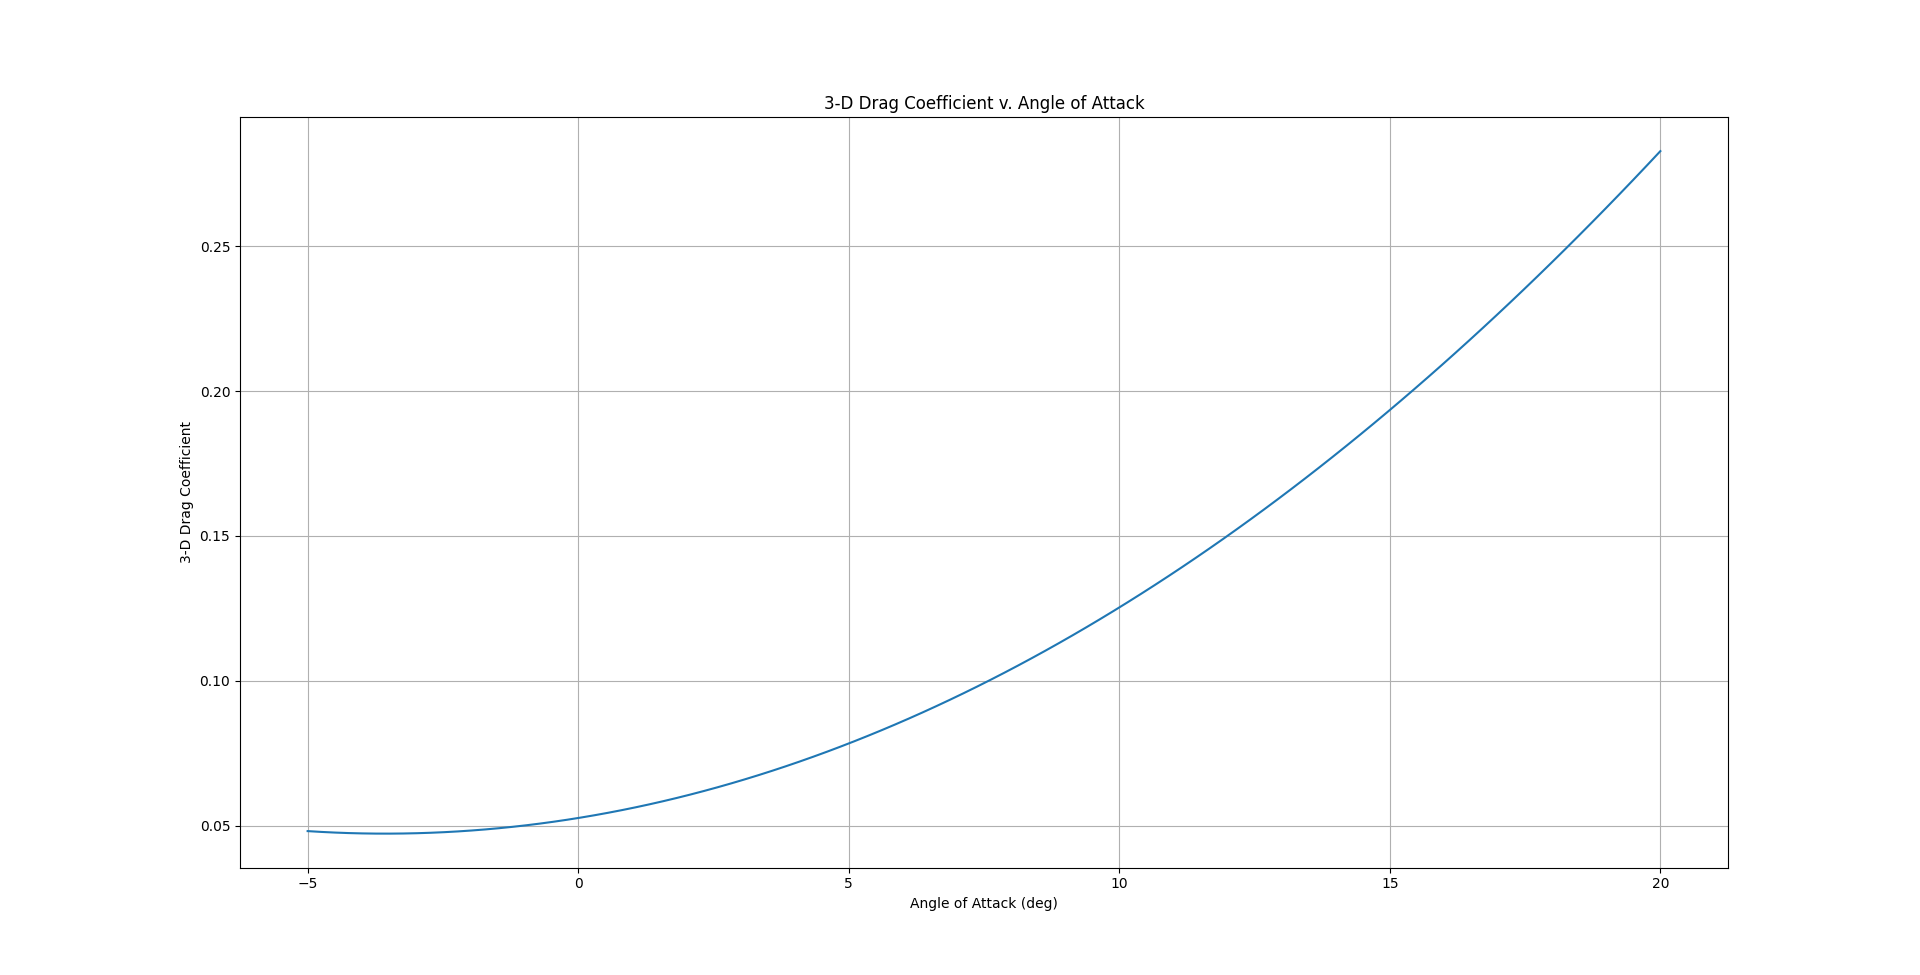 3-D Drag Coefficient v. Angle of Attack
0.25
0.20
0.15
0.10
0.05
3-D Drag Coefficient
−5 0 5 10 15 20
Angle of Attack (deg)